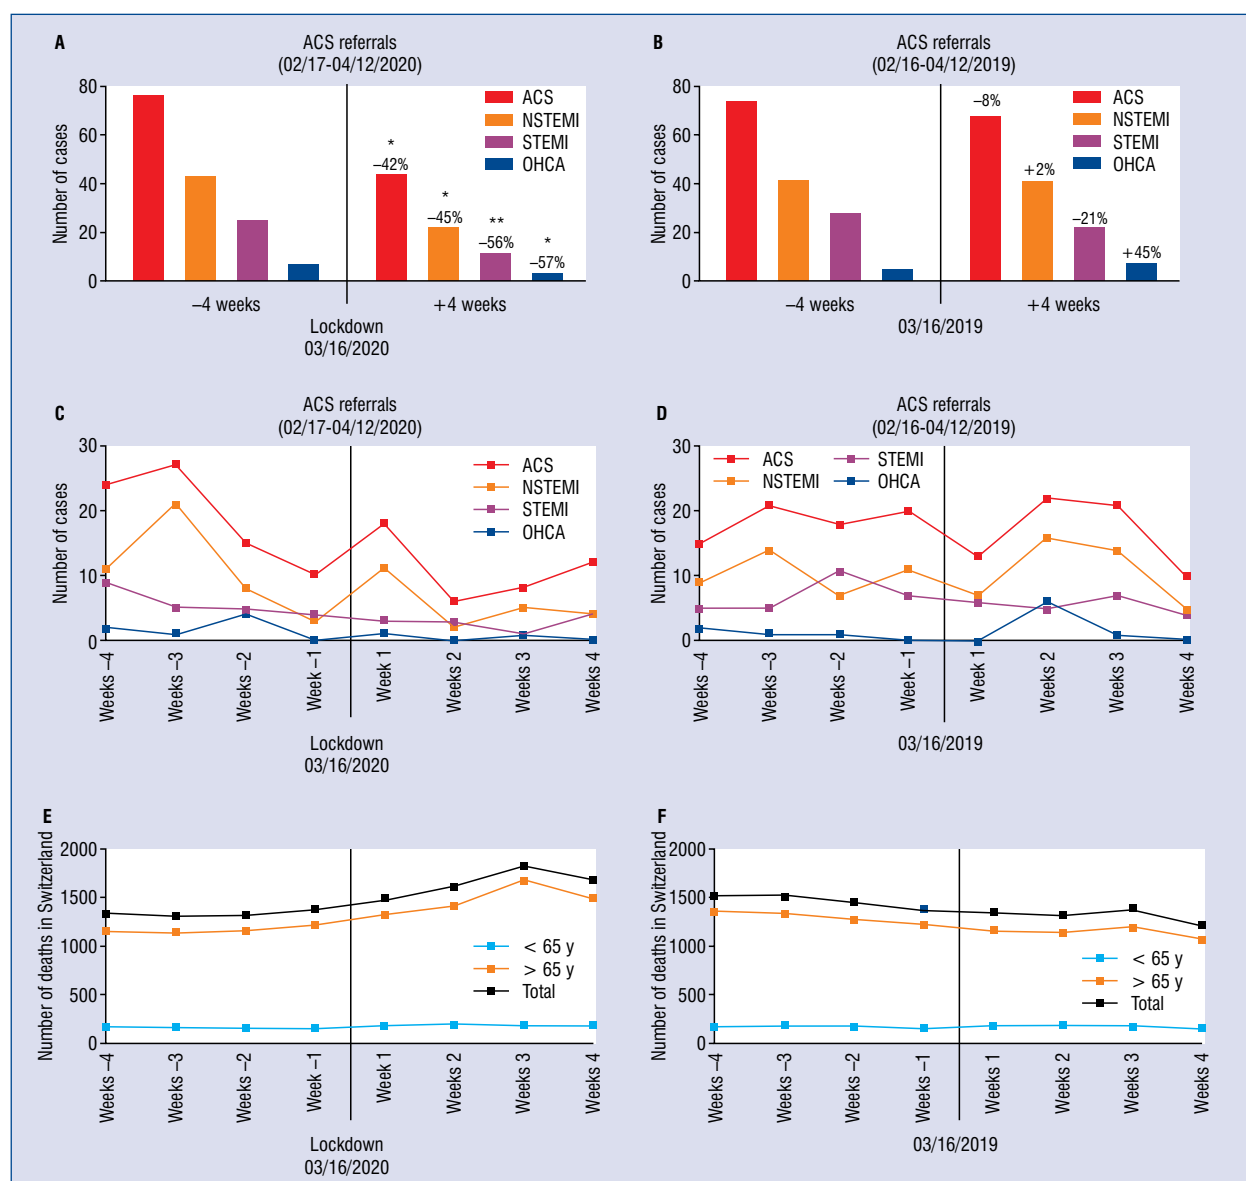 A
ACS referrals
(02/17-04/12/2020)
Number of cases
80
60
40
20
0
ACS
NSTEMI
STEMI
OHCA
*
–42%
*
–45%
**
–56%
*
–57%
–4 weeks
+4 weeks
Lockdown
03/16/2020
B
ACS referrals
(02/16-04/12/2019)
Number of cases
80
60
40
20
0
ACS
NSTEMI
STEMI
OHCA
–8%
+2%
–21%
+45%
–4 weeks
+4 weeks
03/16/2019
C
ACS referrals
(02/17-04/12/2020)
Number of cases
30
20
10
0
ACS
NSTEMI
STEMI
OHCA
Weeks –4
Weeks –3
Weeks –2
Week –1
Week 1
Weeks 2
Weeks 3
Weeks 4
Lockdown
03/16/2020
D
ACS referrals
(02/16-04/12/2019)
Number of cases
30
20
10
0
ACS
NSTEMI
STEMI
OHCA
Weeks –4
Weeks –3
Weeks –2
Week –1
Week 1
Weeks 2
Weeks 3
Weeks 4
03/16/2019
E
Number of deaths in Switzerland
2000
1500
1000
500
0
< 65 y
> 65 y
Total
Weeks –4
Weeks –3
Weeks –2
Week –1
Week 1
Weeks 2
Weeks 3
Weeks 4
Lockdown
03/16/2020
F
Number of deaths in Switzerland
2000
1500
1000
500
0
< 65 y
> 65 y
Total
Weeks –4
Weeks –3
Weeks –2
Weeks –1
Weeks 1
Weeks 2
Weeks 3
Weeks 4
03/16/2019